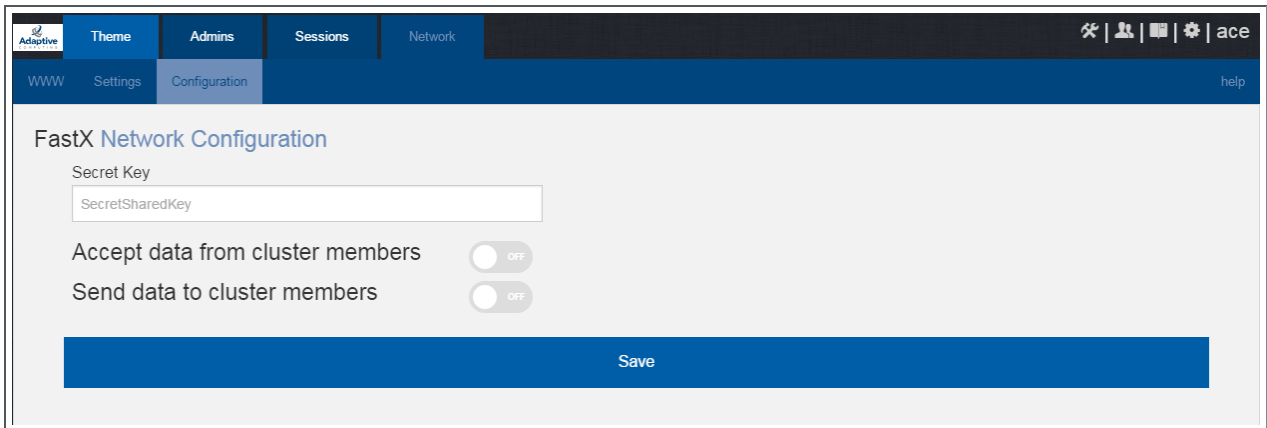 Adaptive
COMPUTING
Theme Admins Sessions Network
| | | | ace
WWW Settings Configuration help
FastX Network Configuration
Secret Key
SecretSharedKey
Accept data from cluster members OFF
Send data to cluster members OFF
Save